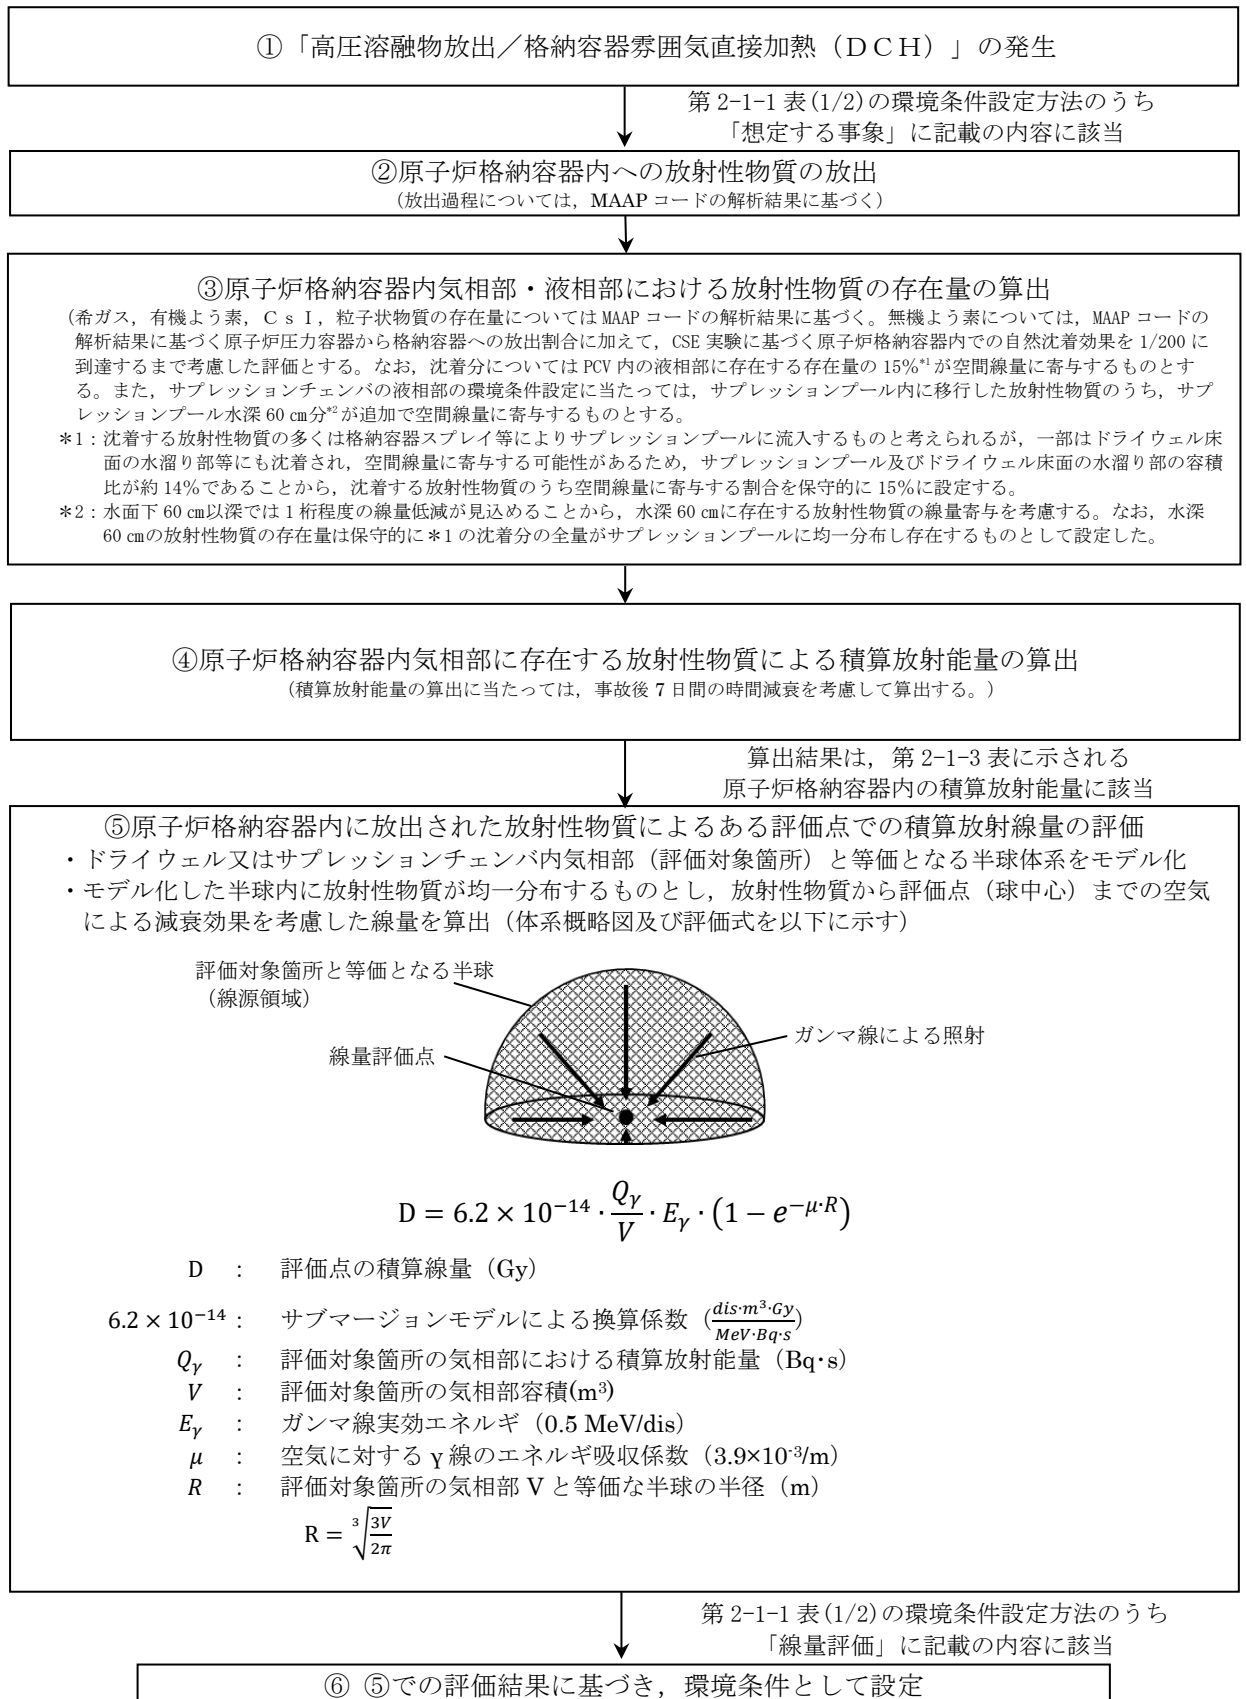 ①「高圧溶融物放出／格納容器雰囲気直接加熱（ＤＣＨ）」の発生
第 2-1-1 表(1/2)の環境条件設定方法のうち
「想定する事象」に記載の内容に該当
②原子炉格納容器内への放射性物質の放出
（放出過程については，MAAP コードの解析結果に基づく）
③原子炉格納容器内気相部・液相部における放射性物質の存在量の算出
（希ガス，有機よう素，ＣｓＩ，粒子状物質の存在量については MAAP コードの解析結果に基づく。無機よう素については，MAAP コードの
解析結果に基づく原子炉圧力容器から格納容器への放出割合に加えて，CSE 実験に基づく原子炉格納容器内での自然沈着効果を 1/200 に
到達するまで考慮した評価とする。なお，沈着分については PCV 内の液相部に存在する存在量の 15%*1が空間線量に寄与するものとす
る。また，サプレッションチェンバの液相部の環境条件設定に当たっては，サプレッションプール内に移行した放射性物質のうち，サプ
レッションプール水深 60 ㎝分*2が追加で空間線量に寄与するものとする。
＊1：沈着する放射性物質の多くは格納容器スプレイ等によりサプレッションプールに流入するものと考えられるが，一部はドライウェル床
面の水溜り部等にも沈着され，空間線量に寄与する可能性があるため，サプレッションプール及びドライウェル床面の水溜り部の容積
比が約 14%であることから，沈着する放射性物質のうち空間線量に寄与する割合を保守的に 15%に設定する。
＊2：水面下 60 ㎝以深では 1 桁程度の線量低減が見込めることから，水深 60 ㎝に存在する放射性物質の線量寄与を考慮する。なお，水深
60 ㎝の放射性物質の存在量は保守的に＊1 の沈着分の全量がサプレッションプールに均一分布し存在するものとして設定した。
④原子炉格納容器内気相部に存在する放射性物質による積算放射能量の算出
（積算放射能量の算出に当たっては，事故後 7 日間の時間減衰を考慮して算出する。）
算出結果は，第 2-1-3 表に示される
原子炉格納容器内の積算放射能量に該当
⑤原子炉格納容器内に放出された放射性物質によるある評価点での積算放射線量の評価
・ドライウェル又はサプレッションチェンバ内気相部（評価対象箇所）と等価となる半球体系をモデル化
・モデル化した半球内に放射性物質が均一分布するものとし，放射性物質から評価点（球中心）までの空気
による減衰効果を考慮した線量を算出（体系概略図及び評価式を以下に示す）
評価対象箇所と等価となる半球
（線源領域）
ガンマ線による照射
線量評価点
D = 6.2 × 10⁻¹⁴ · Qγ/V · Eγ · (1 − e^(−μ·R))
D ： 評価点の積算線量（Gy）
6.2 × 10⁻¹⁴： サブマージョンモデルによる換算係数（dis·m³·Gy/MeV·Bq·s）
Qγ ： 評価対象箇所の気相部における積算放射能量（Bq･s）
V ： 評価対象箇所の気相部容積(m³)
Eγ ： ガンマ線実効エネルギ（0.5 MeV/dis）
μ ： 空気に対するγ線のエネルギ吸収係数（3.9×10⁻³/m）
R ： 評価対象箇所の気相部 V と等価な半球の半径（m）
R = ∛(3V/2π)
第 2-1-1 表(1/2)の環境条件設定方法のうち
「線量評価」に記載の内容に該当
⑥ ⑤での評価結果に基づき，環境条件として設定